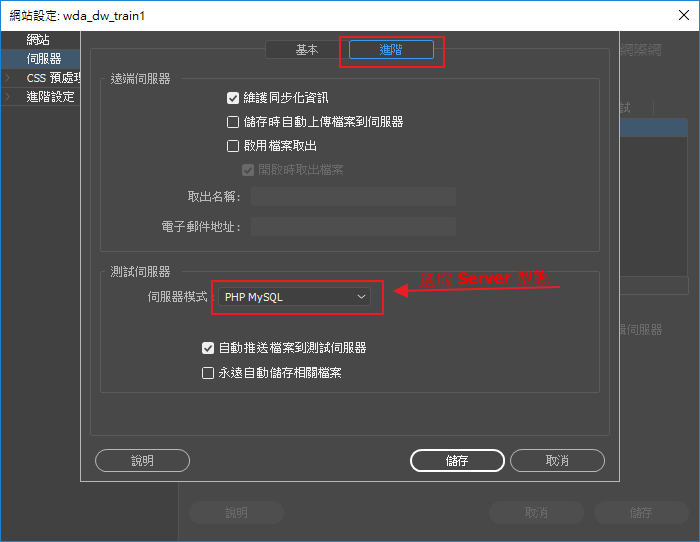 網站設定: wda_dw_train1
網站
伺服器
CSS 預處理
進階設定
基本
進階
遠端伺服器
維護同步化資訊
儲存時自動上傳檔案到伺服器
啟用檔案取出
開啟時取出檔案
取出名稱:
電子郵件地址:
測試伺服器
伺服器模式:
PHP MySQL
選取 Server 型態
自動推送檔案到測試伺服器
永遠自動儲存相關檔案
說明
儲存
取消
網際網
試
伺服器
說明
取消
儲存